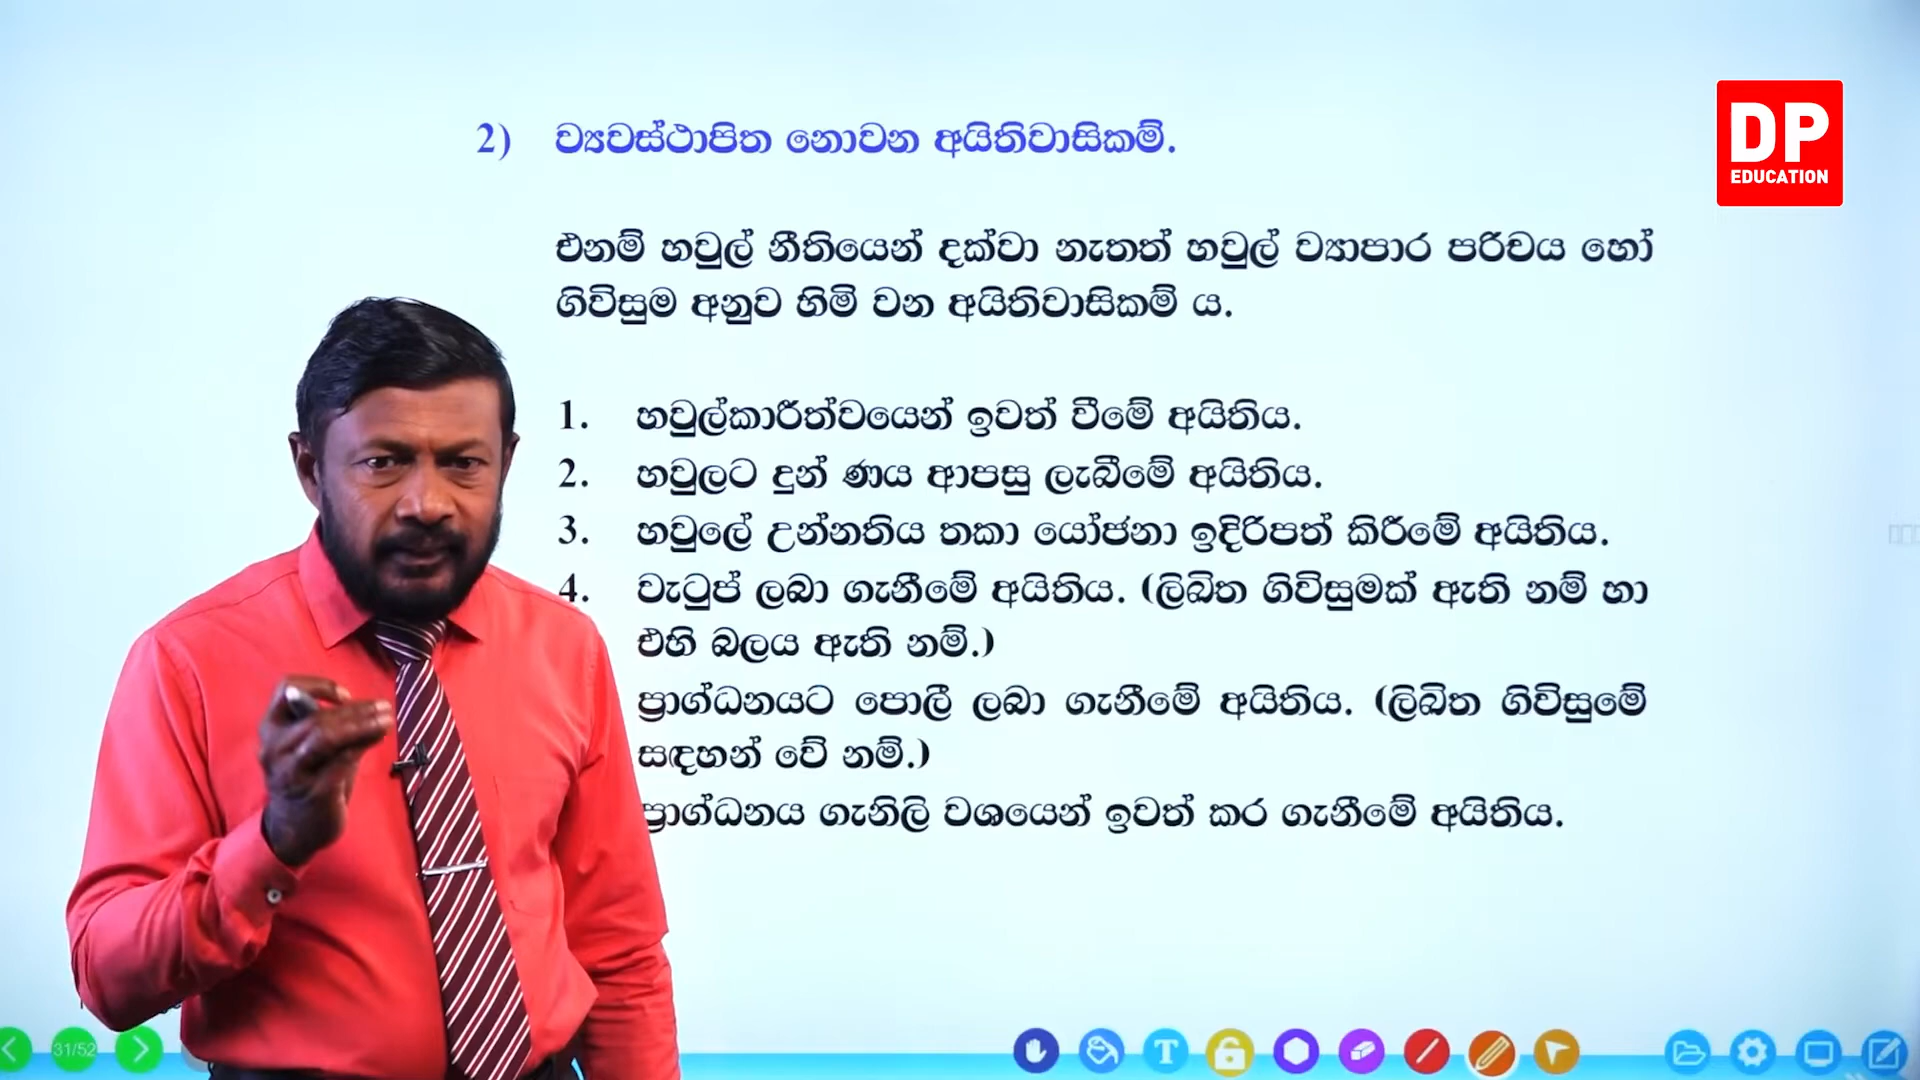 DP
EDUCATION
2) ව්‍යවස්ථාපිත නොවන අයිතිවාසිකම්.
එනම් හවුල් නීතියෙන් දක්වා නැතත් හවුල් ව්‍යාපාර පරිචය හෝ
ගිවිසුම අනුව හිමි වන අයිතිවාසිකම් ය.
1. හවුල්කාරීත්වයෙන් ඉවත් වීමේ අයිතිය.
2. හවුලට දුන් ණය ආපසු ලැබීමේ අයිතිය.
3. හවුලේ උන්නතිය තකා යෝජනා ඉදිරිපත් කිරීමේ අයිතිය.
4. වැටුප් ලබා ගැනීමේ අයිතිය. (ලිඛිත ගිවිසුමක් ඇති නම් හා
එහි බලය ඇති නම්.)
ප්‍රාග්ධනයට පොලී ලබා ගැනීමේ අයිතිය. (ලිඛිත ගිවිසුමේ
සඳහන් වේ නම්.)
ප්‍රාග්ධනය ගැනිලි වශයෙන් ඉවත් කර ගැනීමේ අයිතිය.
31/52
T